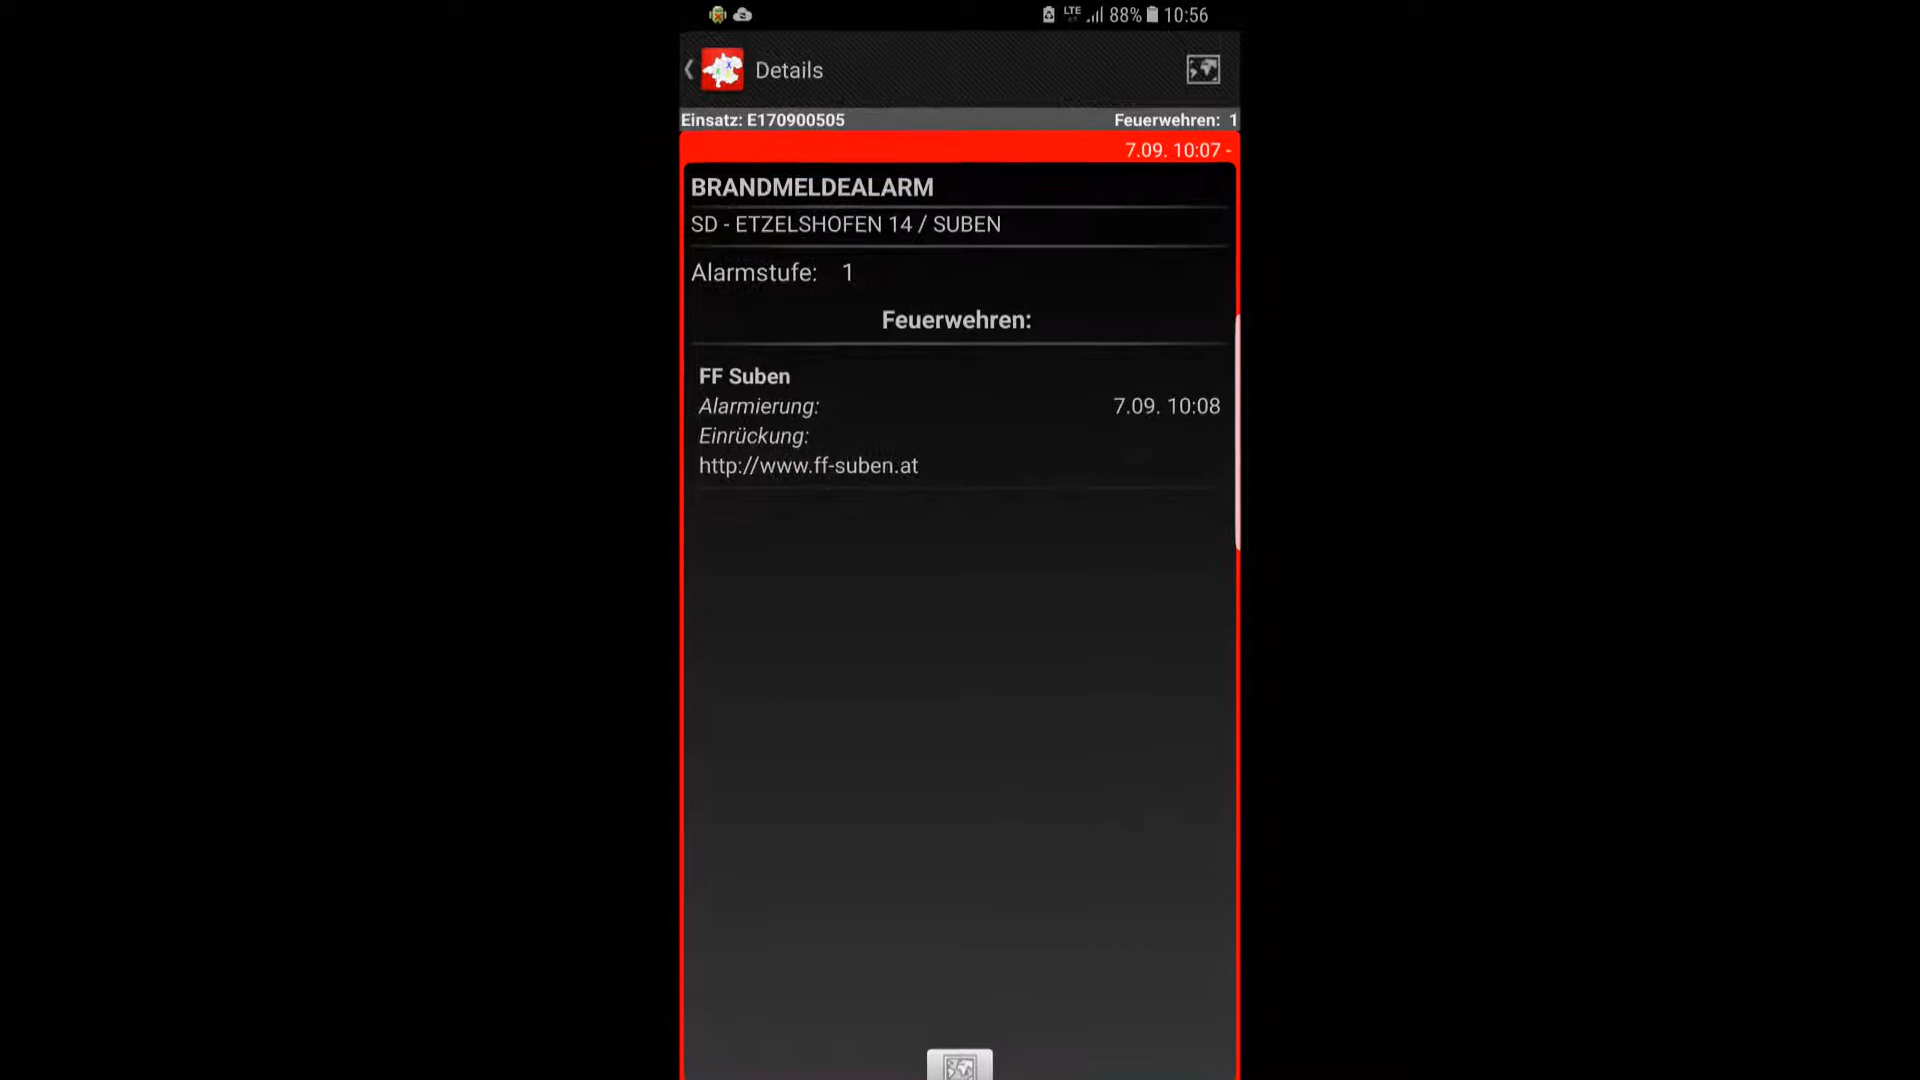 LTE 88% 10:56
Details
Einsatz: E170900505 Feuerwehren: 1
7.09. 10:07 -
BRANDMELDEALARM
SD - ETZELSHOFEN 14 / SUBEN
Alarmstufe: 1
Feuerwehren:
FF Suben
Alarmierung: 7.09. 10:08
Einrückung:
http://www.ff-suben.at